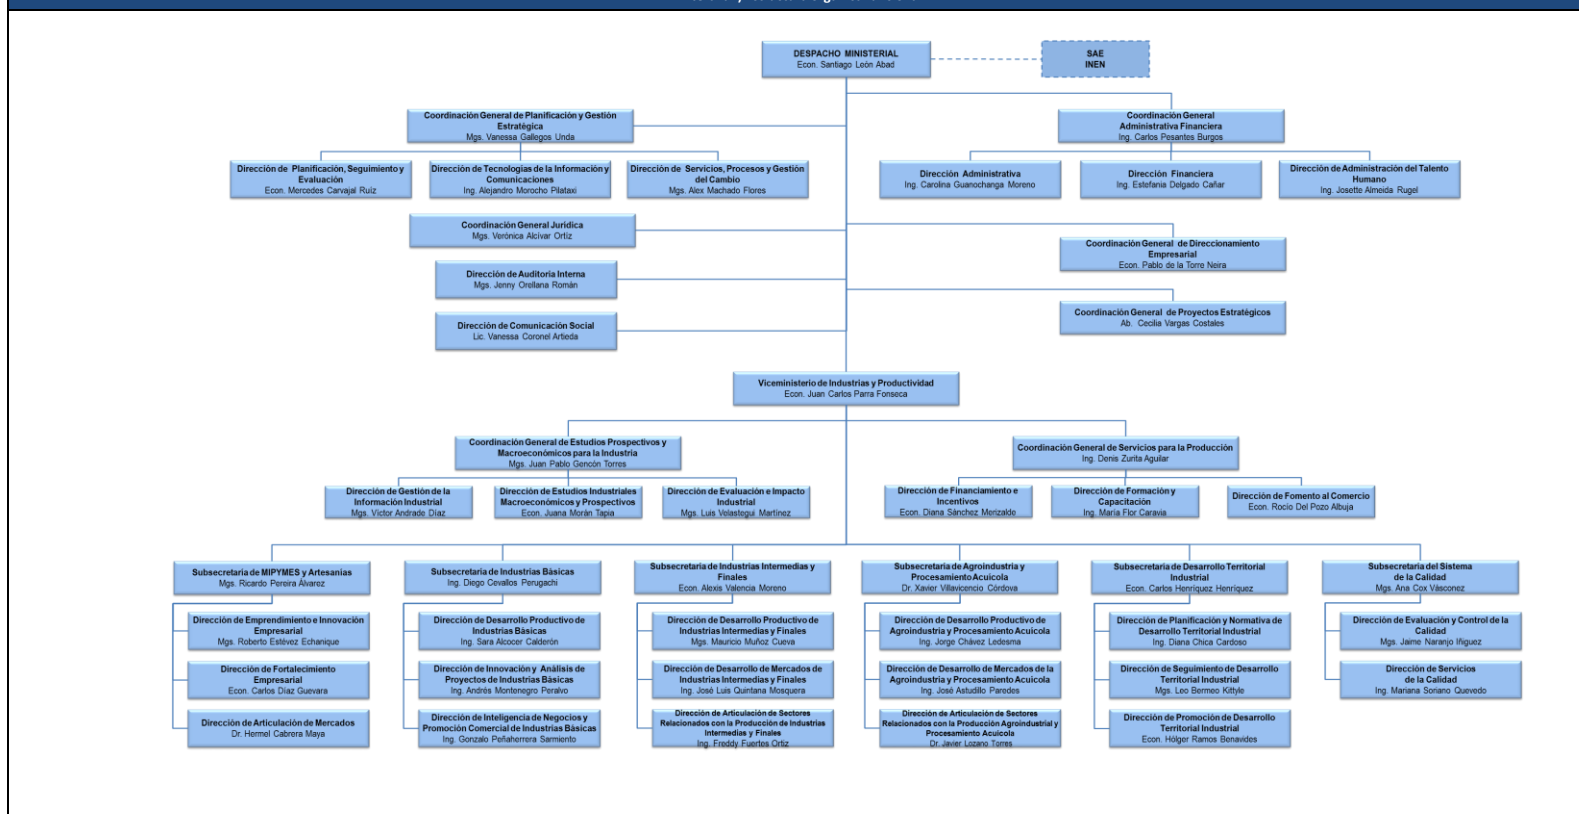 DESPACHO MINISTERIAL
Econ. Santiago León Abad
SAE
INEN
Coordinación General de Planificación y Gestión
Estratégica
Mgs. Vanessa Gallegos Unda
Coordinación General
Administrativa Financiera
Ing. Carlos Pesantes Burgos
Dirección de Planificación, Seguimiento y
Evaluación
Econ. Mercedes Carvajal Ruíz
Dirección de Tecnologías de la Información y
Comunicaciones
Ing. Alejandro Morocho Pilataxi
Dirección de Servicios, Procesos y Gestión
del Cambio
Mgs. Alex Machado Flores
Dirección Administrativa
Ing. Carolina Guanochanga Moreno
Dirección Financiera
Ing. Estefania Delgado Cañar
Dirección de Administración del Talento
Humano
Ing. Josette Almeida Rugel
Coordinación General Jurídica
Mgs. Verónica Alcívar Ortíz
Coordinación General de Direccionamiento
Empresarial
Econ. Pablo de la Torre Neira
Dirección de Auditoría Interna
Mgs. Jenny Orellana Román
Coordinación General de Proyectos Estratégicos
Ab. Cecilia Vargas Costales
Dirección de Comunicación Social
Lic. Vanessa Coronel Artieda
Viceministerio de Industrias y Productividad
Econ. Juan Carlos Parra Fonseca
Coordinación General de Estudios Prospectivos y
Macroeconómicos para la Industria
Mgs. Juan Pablo Gencón Torres
Coordinación General de Servicios para la Producción
Ing. Denis Zurita Aguilar
Dirección de Gestión de la
Información Industrial
Mgs. Víctor Andrade Díaz
Dirección de Estudios Industriales
Macroeconómicos y Prospectivos
Econ. Juana Morán Tapia
Dirección de Evaluación e Impacto
Industrial
Mgs. Luis Velastegui Martínez
Dirección de Financiamiento e
Incentivos
Econ. Diana Sánchez Merizalde
Dirección de Formación y
Capacitación
Ing. María Flor Caravia
Dirección de Fomento al Comercio
Econ. Rocío Del Pozo Albuja
Subsecretaría de MIPYMES y Artesanías
Mgs. Ricardo Pereira Álvarez
Subsecretaría de Industrias Básicas
Ing. Diego Cevallos Perugachi
Subsecretaría de Industrias Intermedias y
Finales
Econ. Alexis Valencia Moreno
Subsecretaría de Agroindustria y
Procesamiento Acuícola
Dr. Xavier Villavicencio Córdova
Subsecretaría de Desarrollo Territorial
Industrial
Econ. Carlos Henríquez Henríquez
Subsecretaría del Sistema
de la Calidad
Mgs. Ana Cox Vásconez
Dirección de Emprendimiento e Innovación
Empresarial
Mgs. Roberto Estévez Echanique
Dirección de Desarrollo Productivo de
Industrias Básicas
Ing. Sara Alcocer Calderón
Dirección de Desarrollo Productivo de
Industrias Intermedias y Finales
Mgs. Mauricio Muñoz Cueva
Dirección de Desarrollo Productivo de
Agroindustria y Procesamiento Acuícola
Ing. Jorge Chávez Ledesma
Dirección de Planificación y Normativa de
Desarrollo Territorial Industrial
Ing. Diana Chica Cardoso
Dirección de Evaluación y Control de la
Calidad
Mgs. Jaime Naranjo Iñiguez
Dirección de Fortalecimiento
Empresarial
Econ. Carlos Díaz Guevara
Dirección de Innovación y Análisis de
Proyectos de Industrias Básicas
Ing. Andrés Montenegro Peralvo
Dirección de Desarrollo de Mercados de
Industrias Intermedias y Finales
Ing. José Luis Quintana Mosquera
Dirección de Desarrollo de Mercados de la
Agroindustria y Procesamiento Acuícola
Ing. José Astudillo Paredes
Dirección de Seguimiento de Desarrollo
Territorial Industrial
Mgs. Leo Bermeo Kittyle
Dirección de Servicios
de la Calidad
Ing. Mariana Soriano Quevedo
Dirección de Articulación de Mercados
Dr. Hermel Cabrera Maya
Dirección de Inteligencia de Negocios y
Promoción Comercial de Industrias Básicas
Ing. Gonzalo Peñaherrera Sarmiento
Dirección de Articulación de Sectores
Relacionados con la Producción de Industrias
Intermedias y Finales
Ing. Freddy Fuertes Ortiz
Dirección de Articulación de Sectores
Relacionados con la Producción Agroindustrial y
Procesamiento Acuícola
Dr. Javier Lozano Torres
Dirección de Promoción de Desarrollo
Territorial Industrial
Econ. Hólger Ramos Benavides